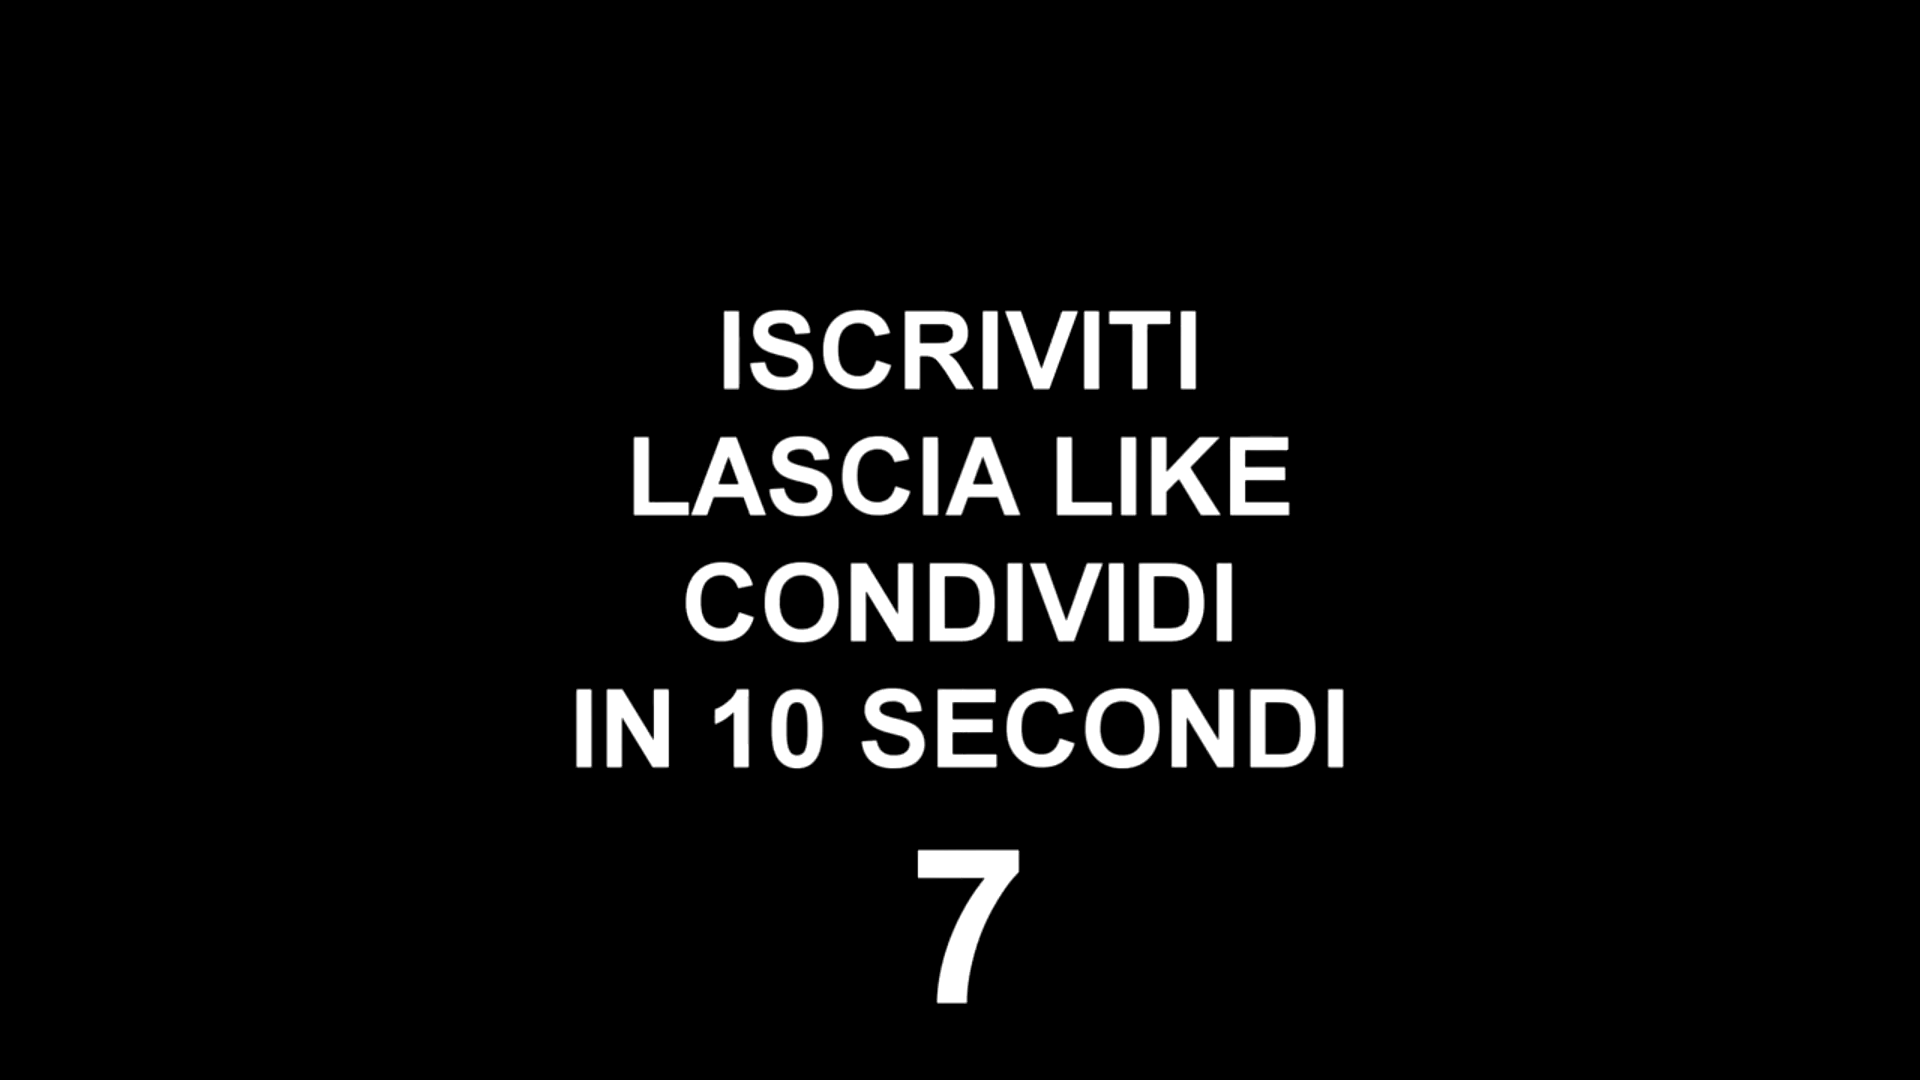 ISCRIVITI
LASCIA LIKE
CONDIVIDI
IN 10 SECONDI
7